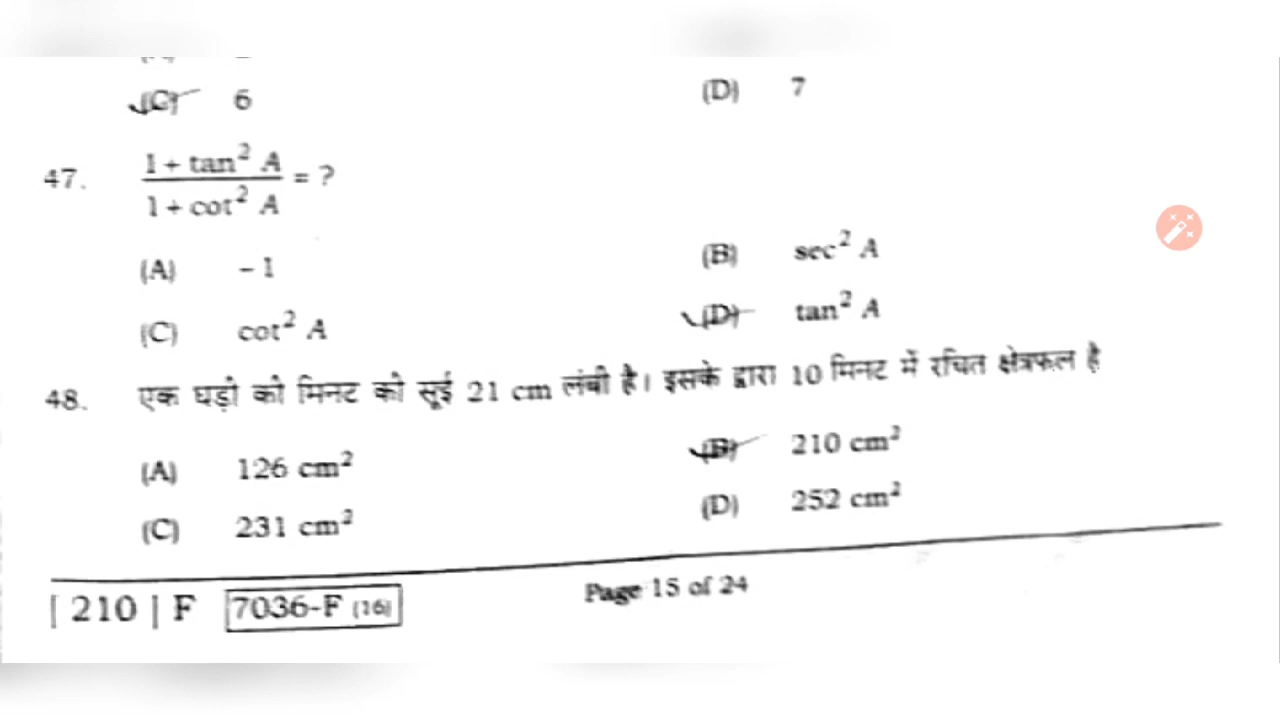 (C) 6 (D) 7
47. 1 + tan² A / 1 + cot² A = ?
(A) – 1 (B) sec² A
(C) cot² A (D) tan² A
48. एक घड़ी की मिनट की सूई 21 cm लंबी है। इसके द्वारा 10 मिनट में रचित क्षेत्रफल है
(A) 126 cm² (B) 210 cm²
(C) 231 cm² (D) 252 cm²
[ 210 ] F 7036-F (16) Page 15 of 24